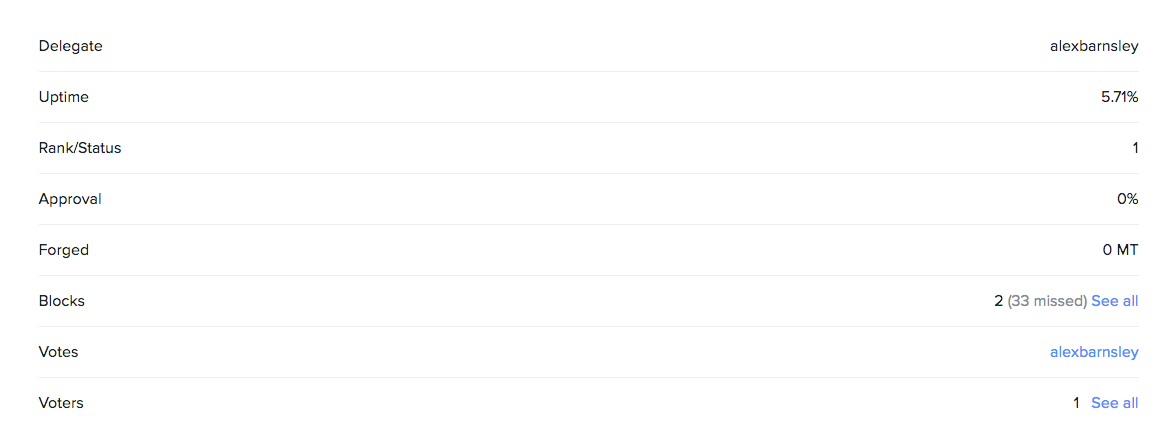 Delegate alexbarnsley
Uptime 5.71%
Rank/Status 1
Approval 0%
Forged 0 MT
Blocks 2 (33 missed) See all
Votes alexbarnsley
Voters 1 See all